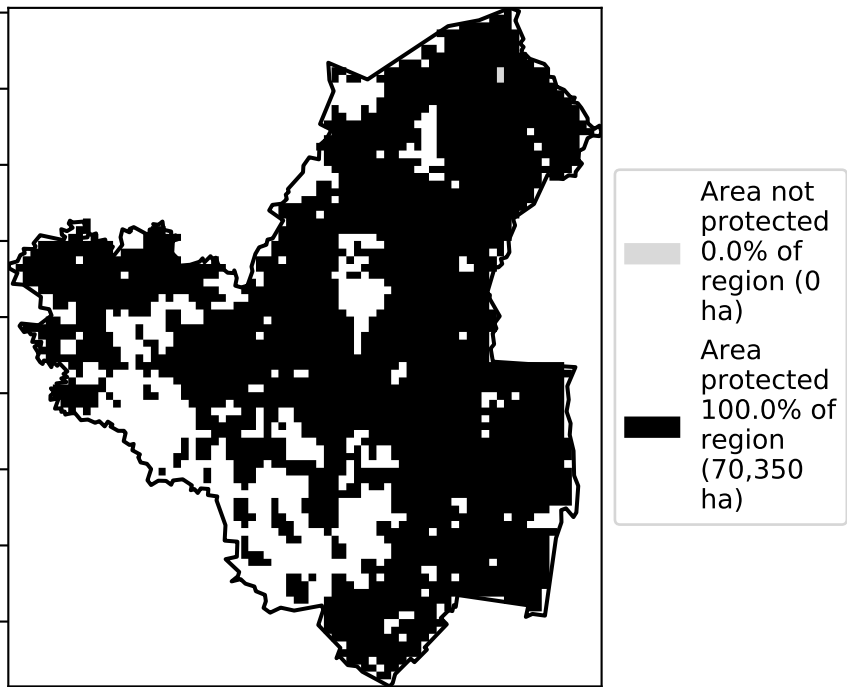 Area not
protected
0.0% of
region (0
ha)
Area
protected
100.0% of
region
(70,350
ha)